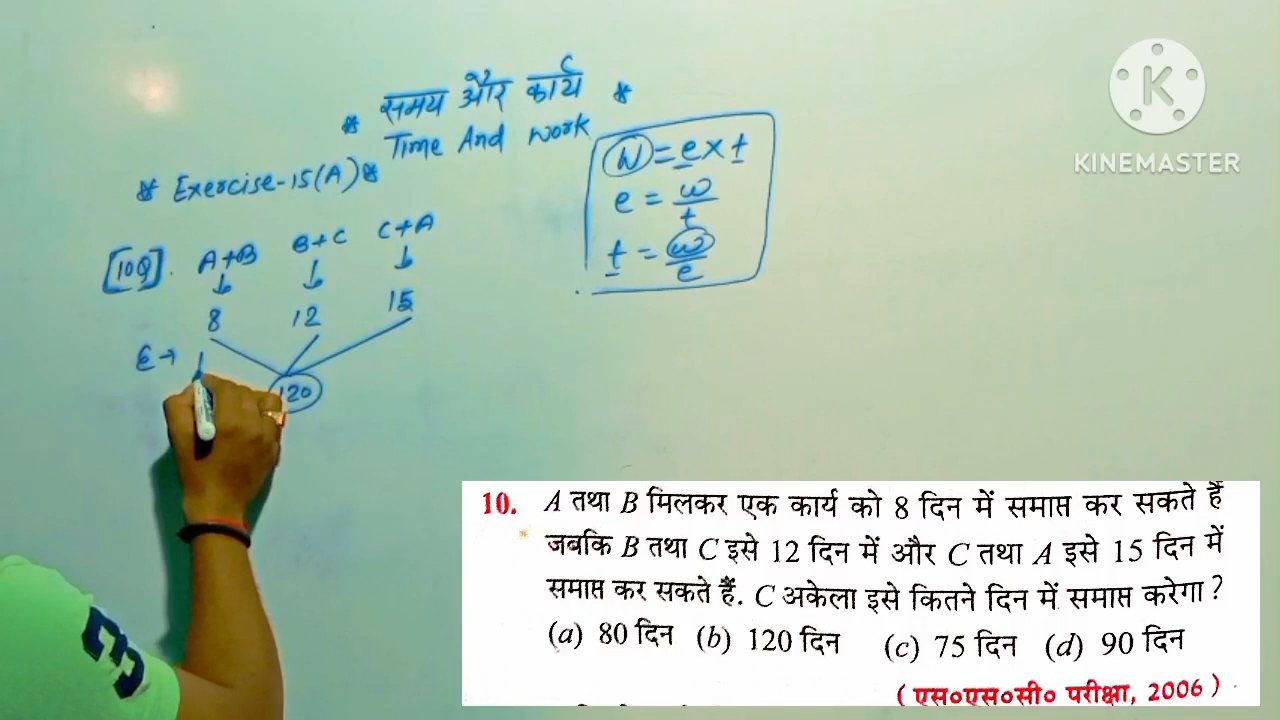 * समय और कार्य *
Time And work
* Exercise-15(A) *
W = e x t
e = w/t
t = w/e
[10Q]. A+B B+C C+A
↓ ↓ ↓
8 12 15
E → 1
120
K
KINEMASTER
10. A तथा B मिलकर एक कार्य को 8 दिन में समाप्त कर सकते हैं
जबकि B तथा C इसे 12 दिन में और C तथा A इसे 15 दिन में
समाप्त कर सकते हैं. C अकेला इसे कितने दिन में समाप्त करेगा ?
(a) 80 दिन (b) 120 दिन (c) 75 दिन (d) 90 दिन
( एस०एस०सी० परीक्षा, 2006 )